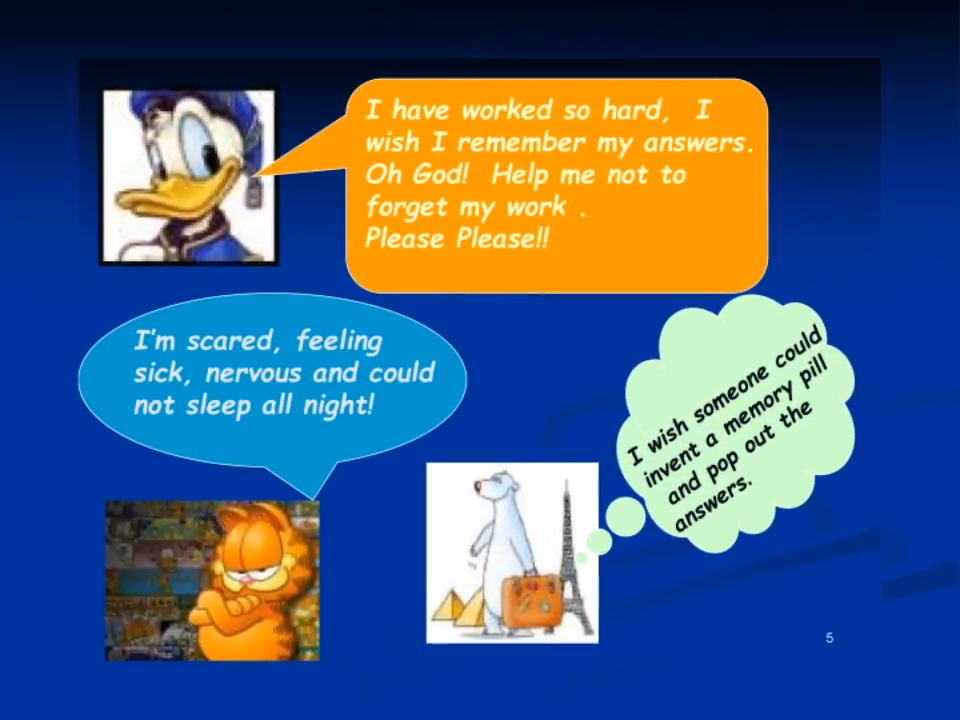 I have worked so hard,  I
wish I remember my answers.
Oh God!  Help me not to
forget my work .
Please Please!!
I'm scared, feeling
sick, nervous and could
not sleep all night!
I wish someone could
invent a memory pill
and pop out the
answers.
5